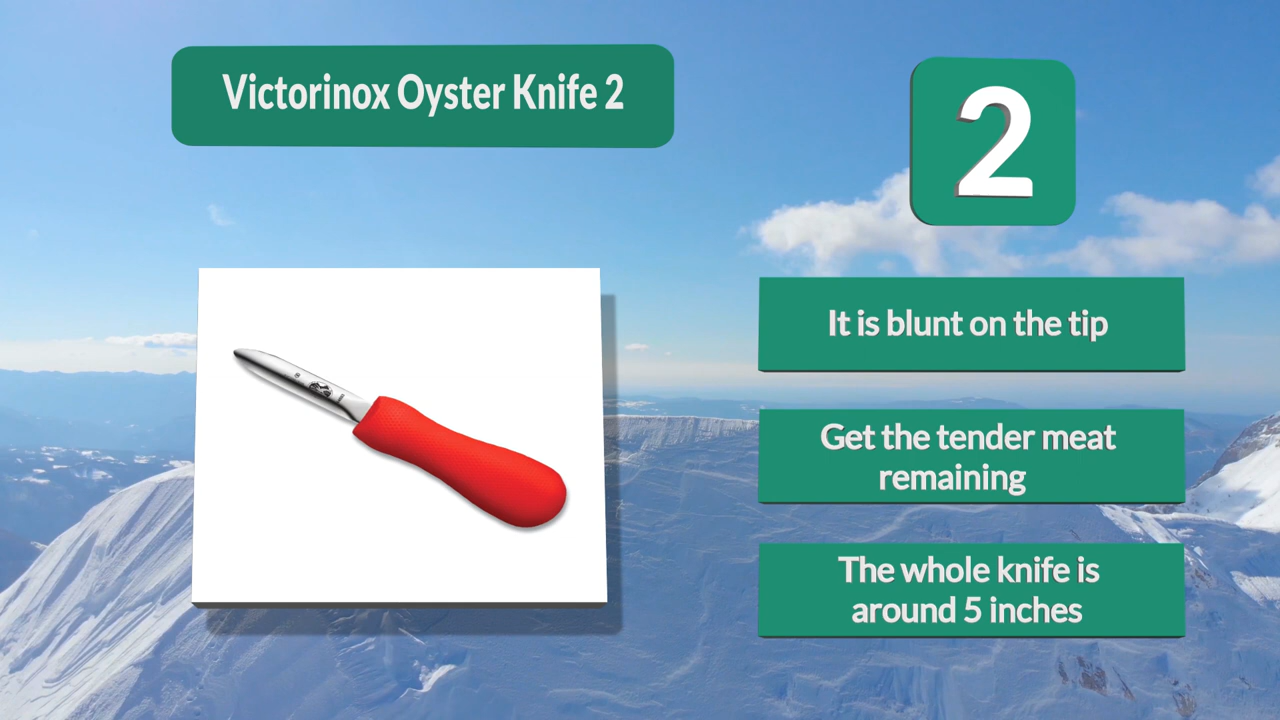 Victorinox Oyster Knife 2
2
It is blunt on the tip
Get the tender meat
remaining
The whole knife is
around 5 inches